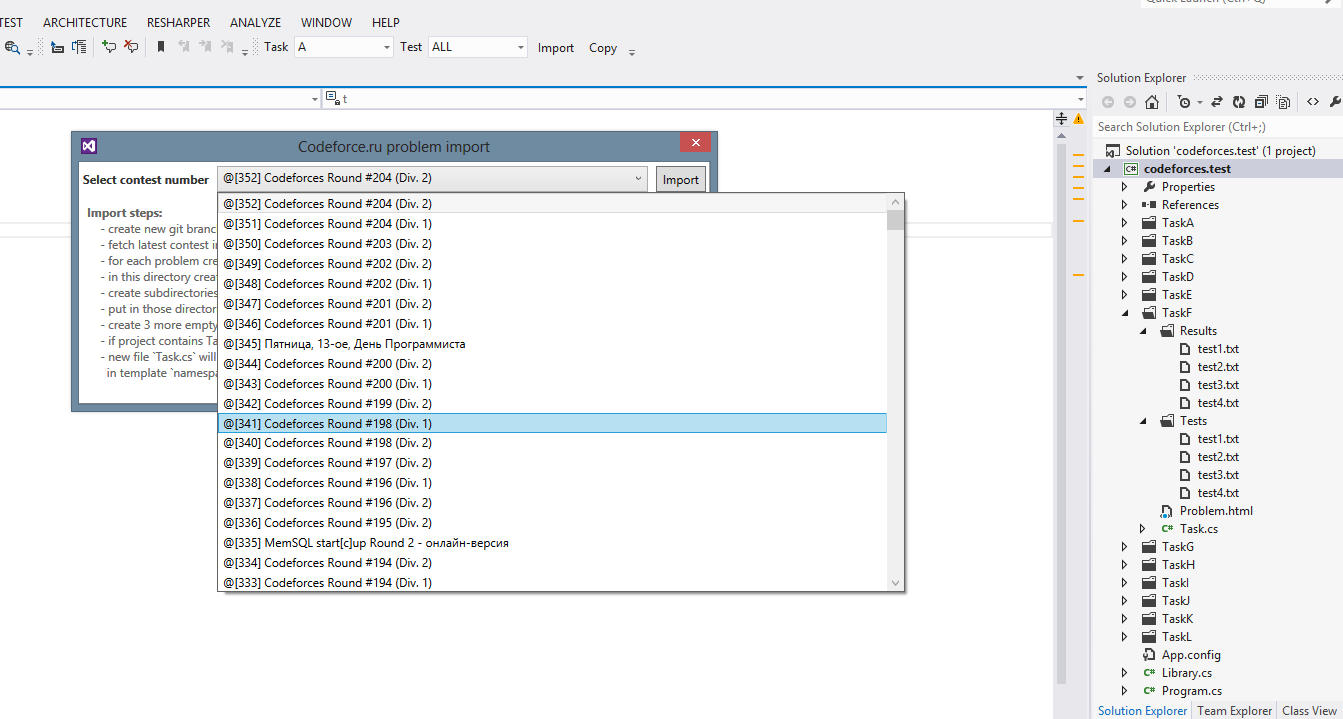 Quick Launch (Ctrl+Q)
TEST ARCHITECTURE RESHARPER ANALYZE WINDOW HELP
Task A Test ALL Import Copy
t
Codeforce.ru problem import
Select contest number @[352] Codeforces Round #204 (Div. 2) Import
Import steps:
- create new git branc
- fetch latest contest i
- for each problem cre
- in this directory creat
- create subdirectories
- put in those director
- create 3 more empty
- if project contains Ta
- new file `Task.cs` will
in template `namespa
@[352] Codeforces Round #204 (Div. 2)
@[351] Codeforces Round #204 (Div. 1)
@[350] Codeforces Round #203 (Div. 2)
@[349] Codeforces Round #202 (Div. 2)
@[348] Codeforces Round #202 (Div. 1)
@[347] Codeforces Round #201 (Div. 2)
@[346] Codeforces Round #201 (Div. 1)
@[345] Пятница, 13-ое, День Программиста
@[344] Codeforces Round #200 (Div. 2)
@[343] Codeforces Round #200 (Div. 1)
@[342] Codeforces Round #199 (Div. 2)
@[341] Codeforces Round #198 (Div. 1)
@[340] Codeforces Round #198 (Div. 2)
@[339] Codeforces Round #197 (Div. 2)
@[338] Codeforces Round #196 (Div. 1)
@[337] Codeforces Round #196 (Div. 2)
@[336] Codeforces Round #195 (Div. 2)
@[335] MemSQL start[c]up Round 2 - онлайн-версия
@[334] Codeforces Round #194 (Div. 2)
@[333] Codeforces Round #194 (Div. 1)
Solution Explorer
Search Solution Explorer (Ctrl+;)
Solution 'codeforces.test' (1 project)
C# codeforces.test
Properties
References
TaskA
TaskB
TaskC
TaskD
TaskE
TaskF
Results
test1.txt
test2.txt
test3.txt
test4.txt
Tests
test1.txt
test2.txt
test3.txt
test4.txt
Problem.html
C# Task.cs
TaskG
TaskH
TaskI
TaskJ
TaskK
TaskL
App.config
C# Library.cs
C# Program.cs
Solution Explorer Team Explorer Class View